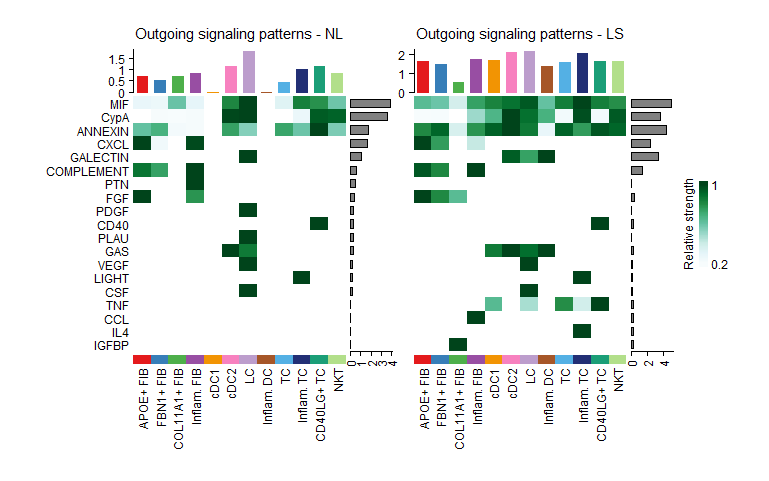 Outgoing signaling patterns - NL
Outgoing signaling patterns - LS
1.5
1
0.5
0
2
1
0
MIF
CypA
ANNEXIN
CXCL
GALECTIN
COMPLEMENT
PTN
FGF
PDGF
CD40
PLAU
GAS
VEGF
LIGHT
CSF
TNF
CCL
IL4
IGFBP
0 1 2 3 4
0 2 4
APOE+ FIB
FBN1+ FIB
COL11A1+ FIB
Inflam. FIB
cDC1
cDC2
LC
Inflam. DC
TC
Inflam. TC
CD40LG+ TC
NKT
APOE+ FIB
FBN1+ FIB
COL11A1+ FIB
Inflam. FIB
cDC1
cDC2
LC
Inflam. DC
TC
Inflam. TC
CD40LG+ TC
NKT
Relative strength
1
0.2